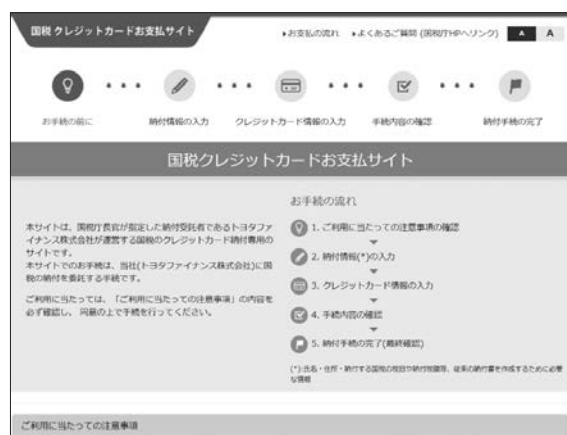 国税 クレジットカードお支払サイト
▸お支払の流れ ▸よくあるご質問 (国税庁HPへリンク) A A
お手続の前に 納付情報の入力 クレジットカード情報の入力 手続内容の確認 納付手続の完了
国税クレジットカードお支払サイト
本サイトは、国税庁長官が指定した納付受託者であるトヨタファ
イナンス株式会社が運営する国税のクレジットカード納付専用の
サイトです。
本サイトでのお手続は、当社(トヨタファイナンス株式会社)に国
税の納付を委託する手続です。
ご利用に当たっては、「ご利用に当たっての注意事項」の内容を
必ず確認し、同意の上で手続を行ってください。
お手続の流れ
1. ご利用に当たっての注意事項の確認
2. 納付情報(*)の入力
3. クレジットカード情報の入力
4. 手続内容の確認
5. 納付手続の完了(最終確認)
(*)氏名・住所・納付する国税の税目や納付税額等、従来の納付書を作成するために必要
な情報
ご利用に当たっての注意事項